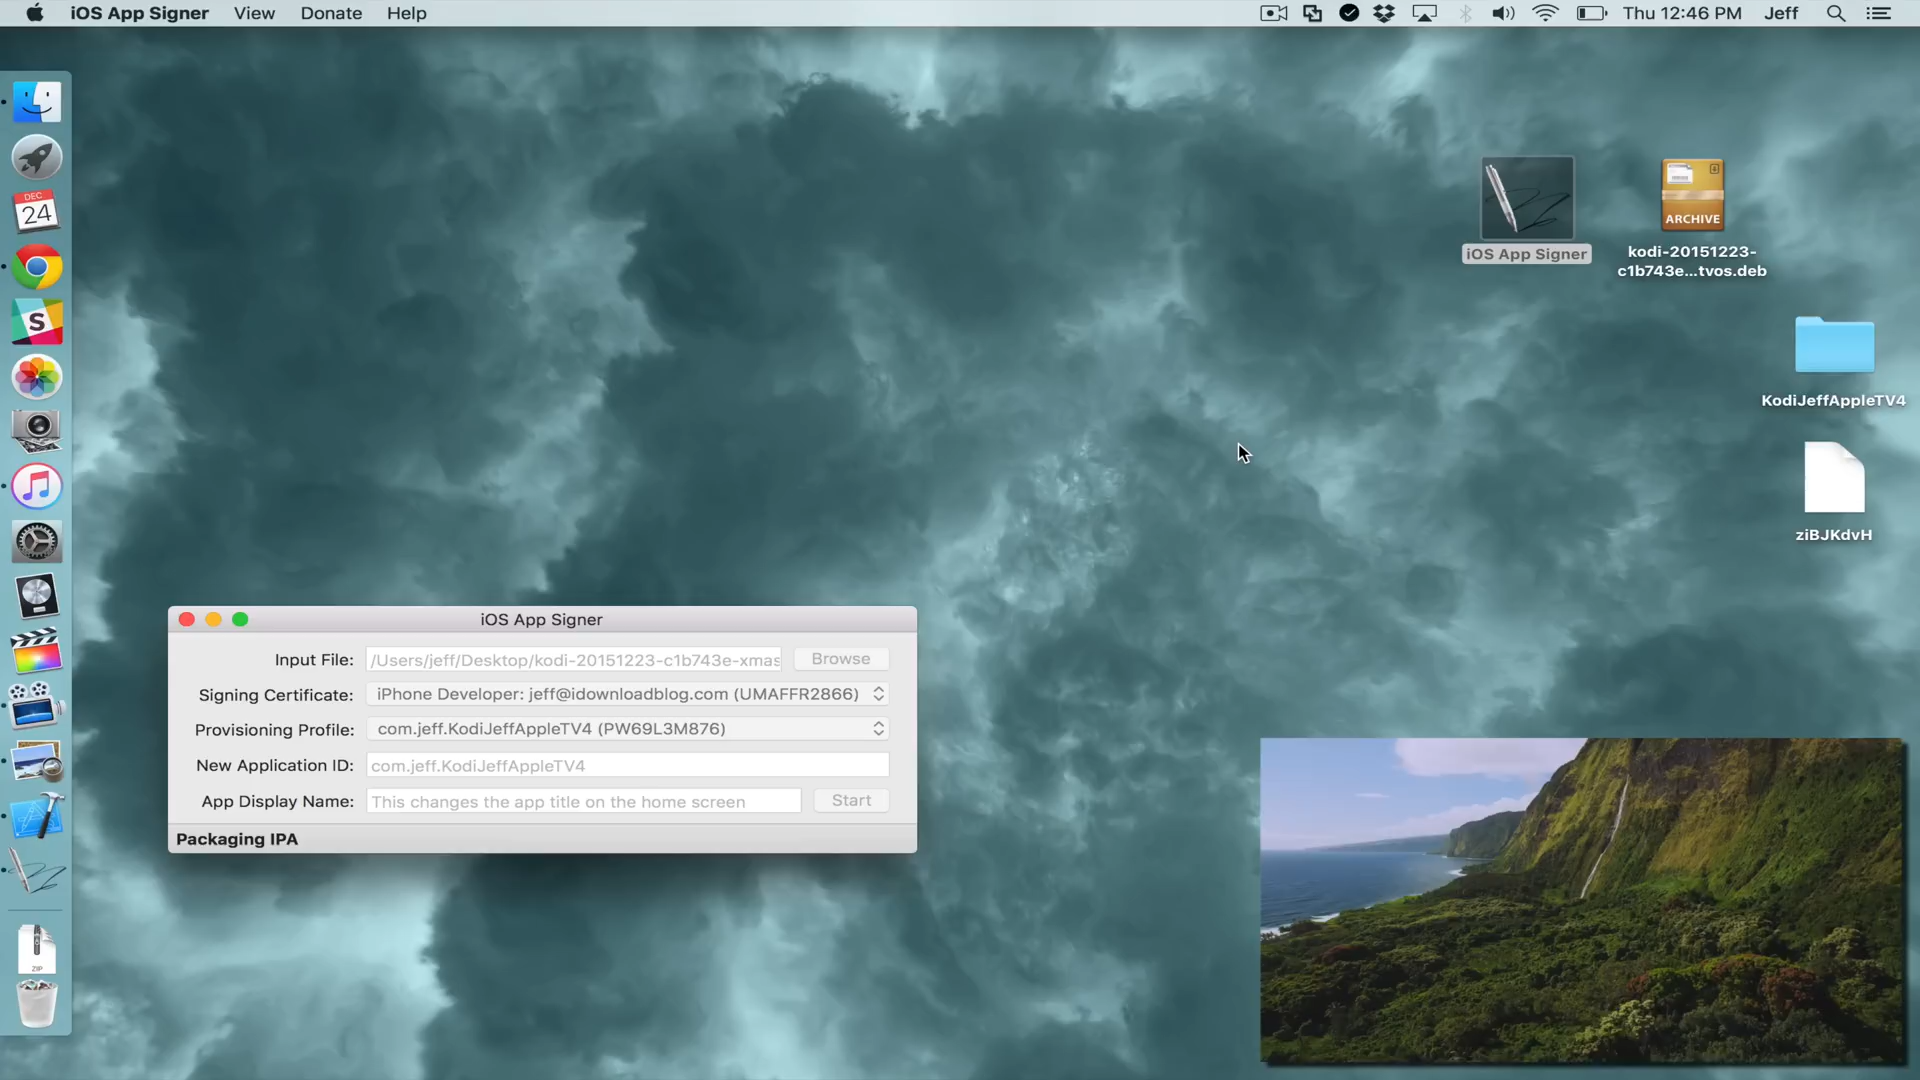 iOS App Signer View Donate Help
Thu 12:46 PM Jeff
DEC
24
S
ZIP
iOS App Signer
ARCHIVE
kodi-20151223-
c1b743e...tvos.deb
KodiJeffAppleTV4
ziBJKdvH
iOS App Signer
Input File: /Users/jeff/Desktop/kodi-20151223-c1b743e-xmas Browse
Signing Certificate: iPhone Developer: jeff@idownloadblog.com (UMAFFR2866)
Provisioning Profile: com.jeff.KodiJeffAppleTV4 (PW69L3M876)
New Application ID: com.jeff.KodiJeffAppleTV4
App Display Name: This changes the app title on the home screen Start
Packaging IPA